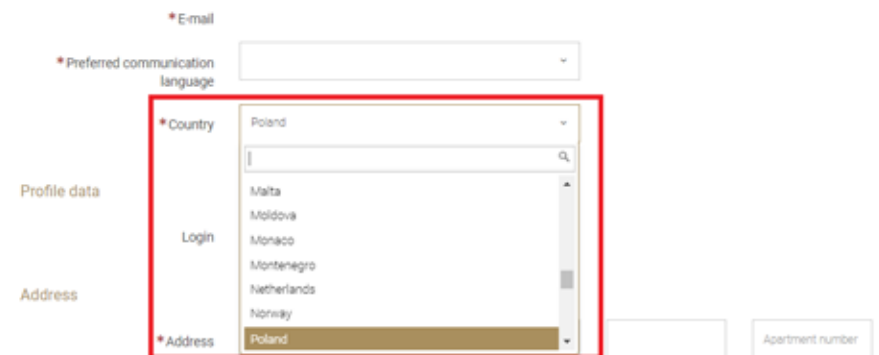 * E-mail
* Preferred communication
language
* Country
Poland
Malta
Profile data
Moldova
Login
Monaco
Montenegro
Address
Netherlands
Norway
* Address
Poland
Apartment number